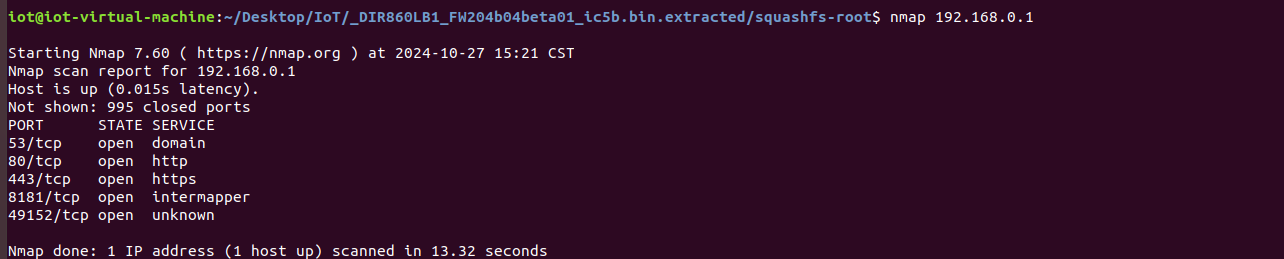 iot@iot-virtual-machine:~/Desktop/IoT/_DIR860LB1_FW204b04beta01_ic5b.bin.extracted/squashfs-root$ nmap 192.168.0.1
Starting Nmap 7.60 ( https://nmap.org ) at 2024-10-27 15:21 CST
Nmap scan report for 192.168.0.1
Host is up (0.015s latency).
Not shown: 995 closed ports
PORT      STATE SERVICE
53/tcp    open  domain
80/tcp    open  http
443/tcp   open  https
8181/tcp  open  intermapper
49152/tcp open  unknown
Nmap done: 1 IP address (1 host up) scanned in 13.32 seconds